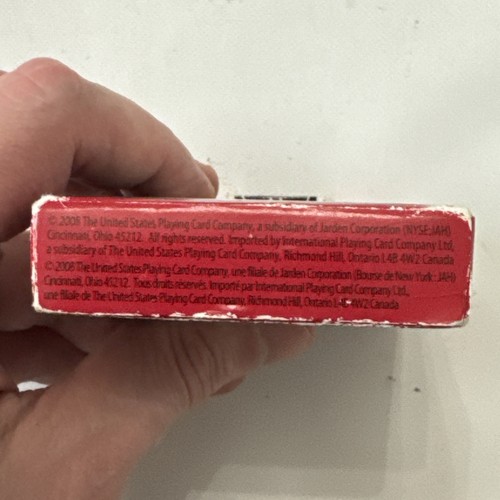 © 2008 The United States Playing Card Company, a subsidiary of Jarden Corporation (NYSE:JAH)
Cincinnati, Ohio 45212. All rights reserved. Imported by International Playing Card Company Ltd,
a subsidiary of The United States Playing Card Company, Richmond Hill, Ontario L4B 4W2 Canada
© 2008 The United States Playing Card Company, une filiale de Jarden Corporation (Bourse de New York: JAH)
Cincinnati, Ohio 45212. Tous droits réservés. Importé par International Playing Card Company Ltd.,
une filiale de The United States Playing Card Company, Richmond Hill, Ontario L4B 4W2 Canada